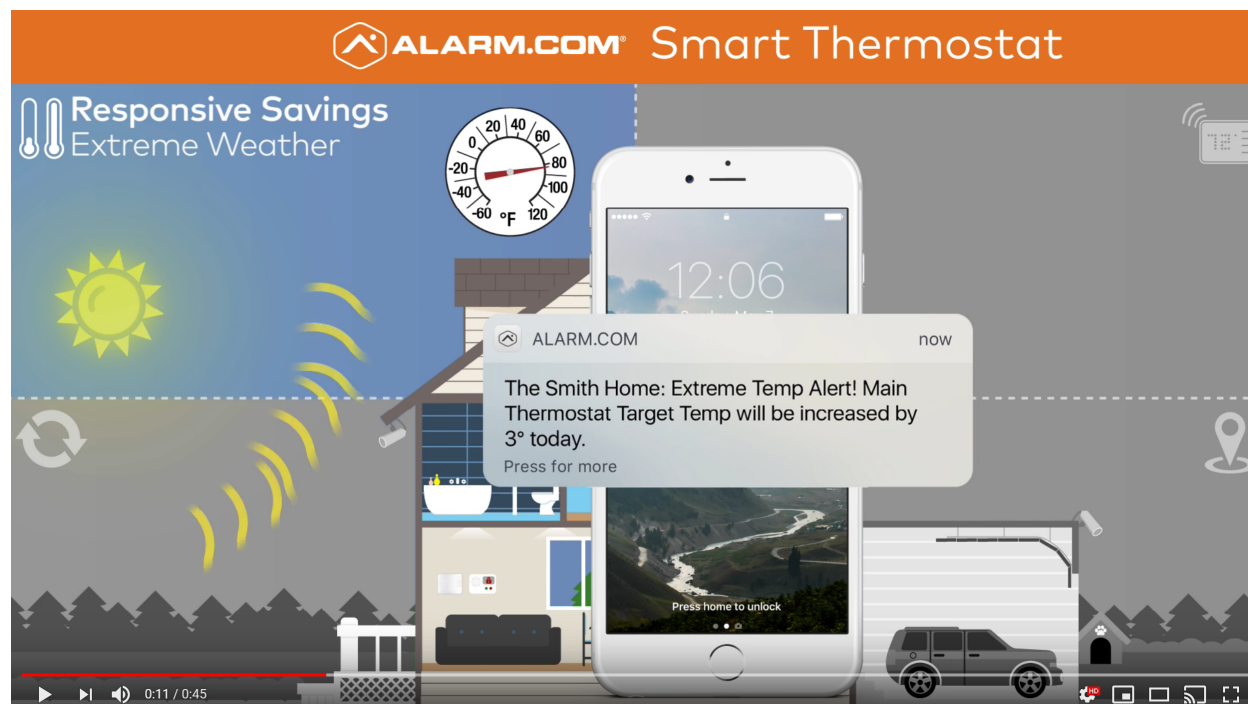 ALARM.COM® Smart Thermostat
Responsive Savings
Extreme Weather
-60 -40 -20 0 20 40 60 80 100 120
°F
72°
12:06
ALARM.COM now
The Smith Home: Extreme Temp Alert! Main
Thermostat Target Temp will be increased by
3° today.
Press for more
Press home to unlock
0:11 / 0:45
HD